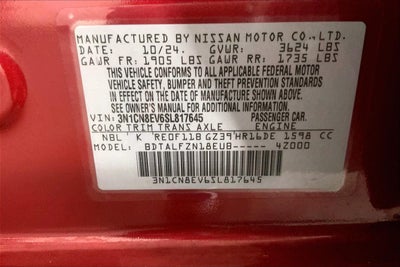 MANUFACTURED BY NISSAN MOTOR CO.,LTD.
DATE: 10/24. GVWR: 3624 LBS
GAWR FR: 1905 LBS GAWR RR: 1735 LBS
THIS VEHICLE CONFORMS TO ALL APPLICABLE FEDERAL MOTOR
VEHICLE SAFETY, BUMPER AND THEFT PREVENTION STANDARDS
IN EFFECT ON THE DATE OF MANUFACTURE SHOWN ABOVE.
SEE OWNER'S MANUAL FOR ADDITIONAL INFORMATION
VIN: 3N1CN8EV6SL817645 PASSENGER CAR.
COLOR TRIM TRANS AXLE ENGINE
NBL K RE0F11B GZ39 HR16DE 1598 CC
MODEL: BDTALFZN18EUB----- 4Z000
3N1CN8EV6SL817645